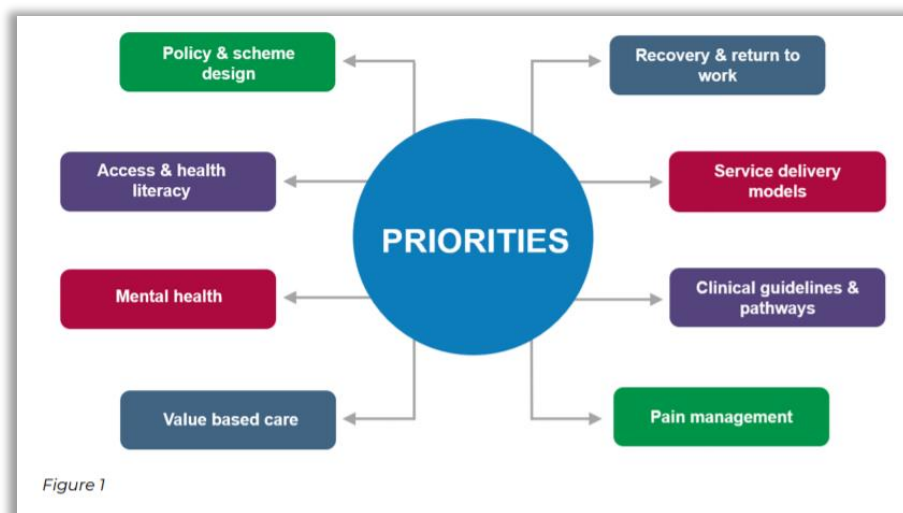 Policy & scheme
design
Recovery & return to
work
Access & health
literacy
Service delivery
models
PRIORITIES
Mental health
Clinical guidelines &
pathways
Value based care
Pain management
Figure 1